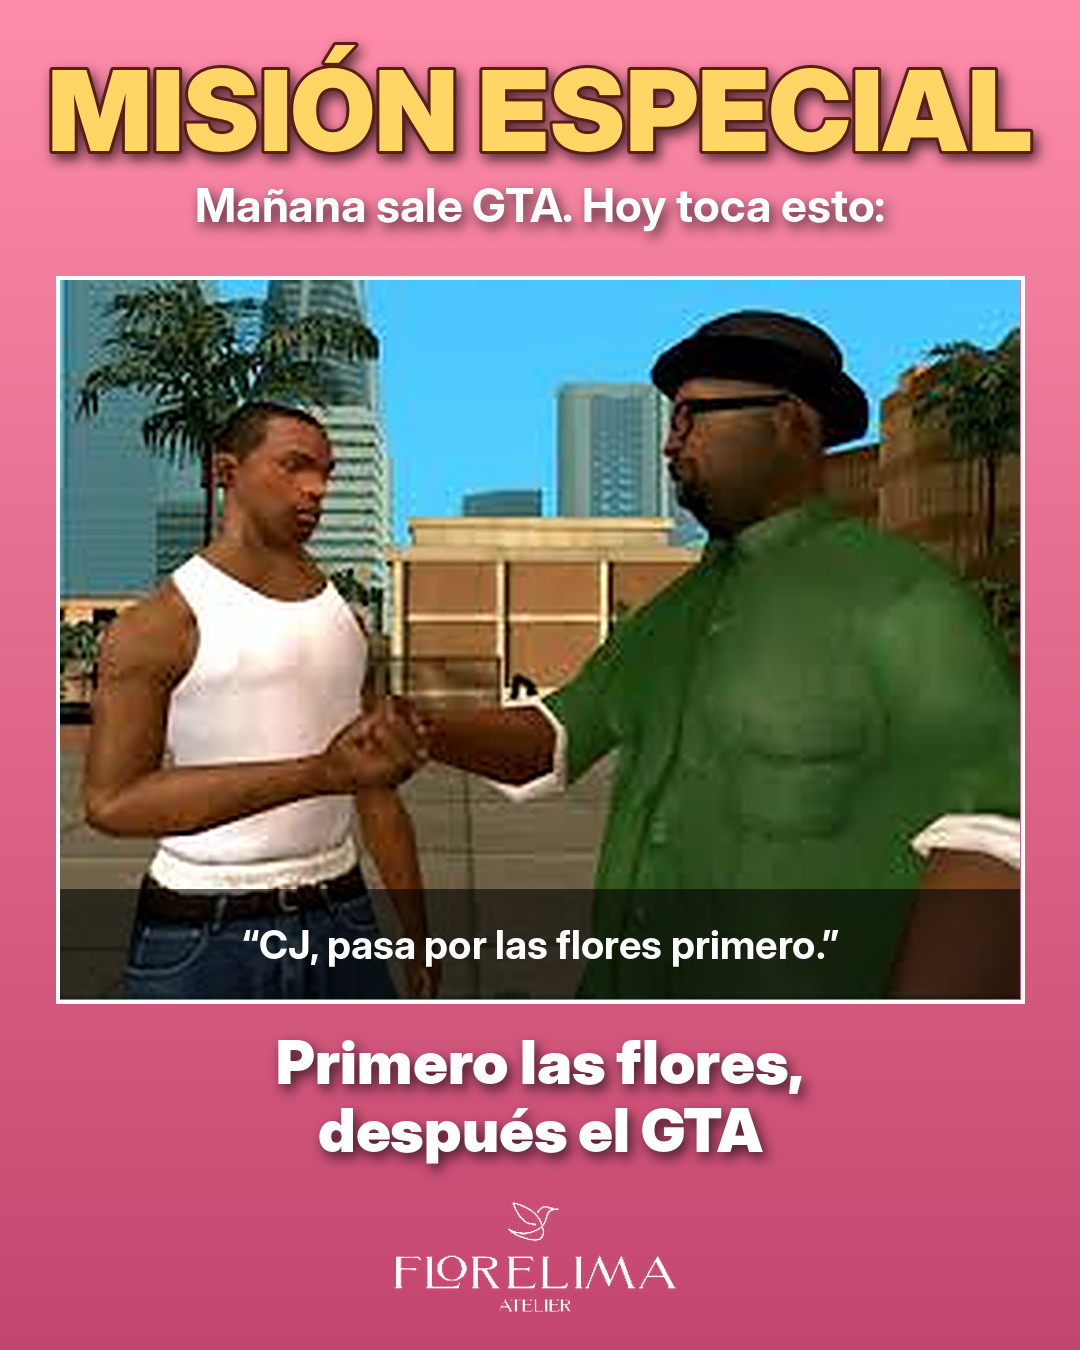 MISIÓN ESPECIAL
Mañana sale GTA. Hoy toca esto:
“CJ, pasa por las flores primero.”
Primero las flores,
después el GTA
FLORELIMA
ATELIER